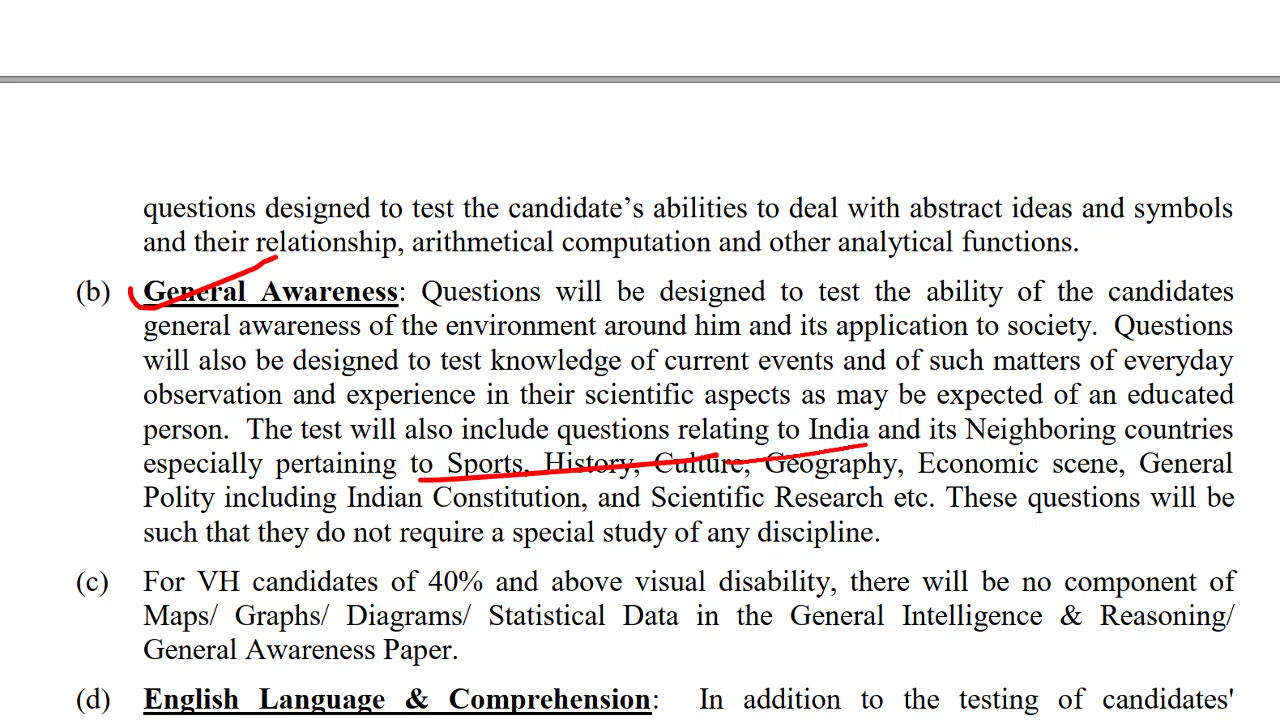 questions designed to test the candidate’s abilities to deal with abstract ideas and symbols
and their relationship, arithmetical computation and other analytical functions.
(b) General Awareness: Questions will be designed to test the ability of the candidates
general awareness of the environment around him and its application to society. Questions
will also be designed to test knowledge of current events and of such matters of everyday
observation and experience in their scientific aspects as may be expected of an educated
person. The test will also include questions relating to India and its Neighboring countries
especially pertaining to Sports, History, Culture, Geography, Economic scene, General
Polity including Indian Constitution, and Scientific Research etc. These questions will be
such that they do not require a special study of any discipline.
(c) For VH candidates of 40% and above visual disability, there will be no component of
Maps/ Graphs/ Diagrams/ Statistical Data in the General Intelligence & Reasoning/
General Awareness Paper.
(d) English Language & Comprehension: In addition to the testing of candidates'